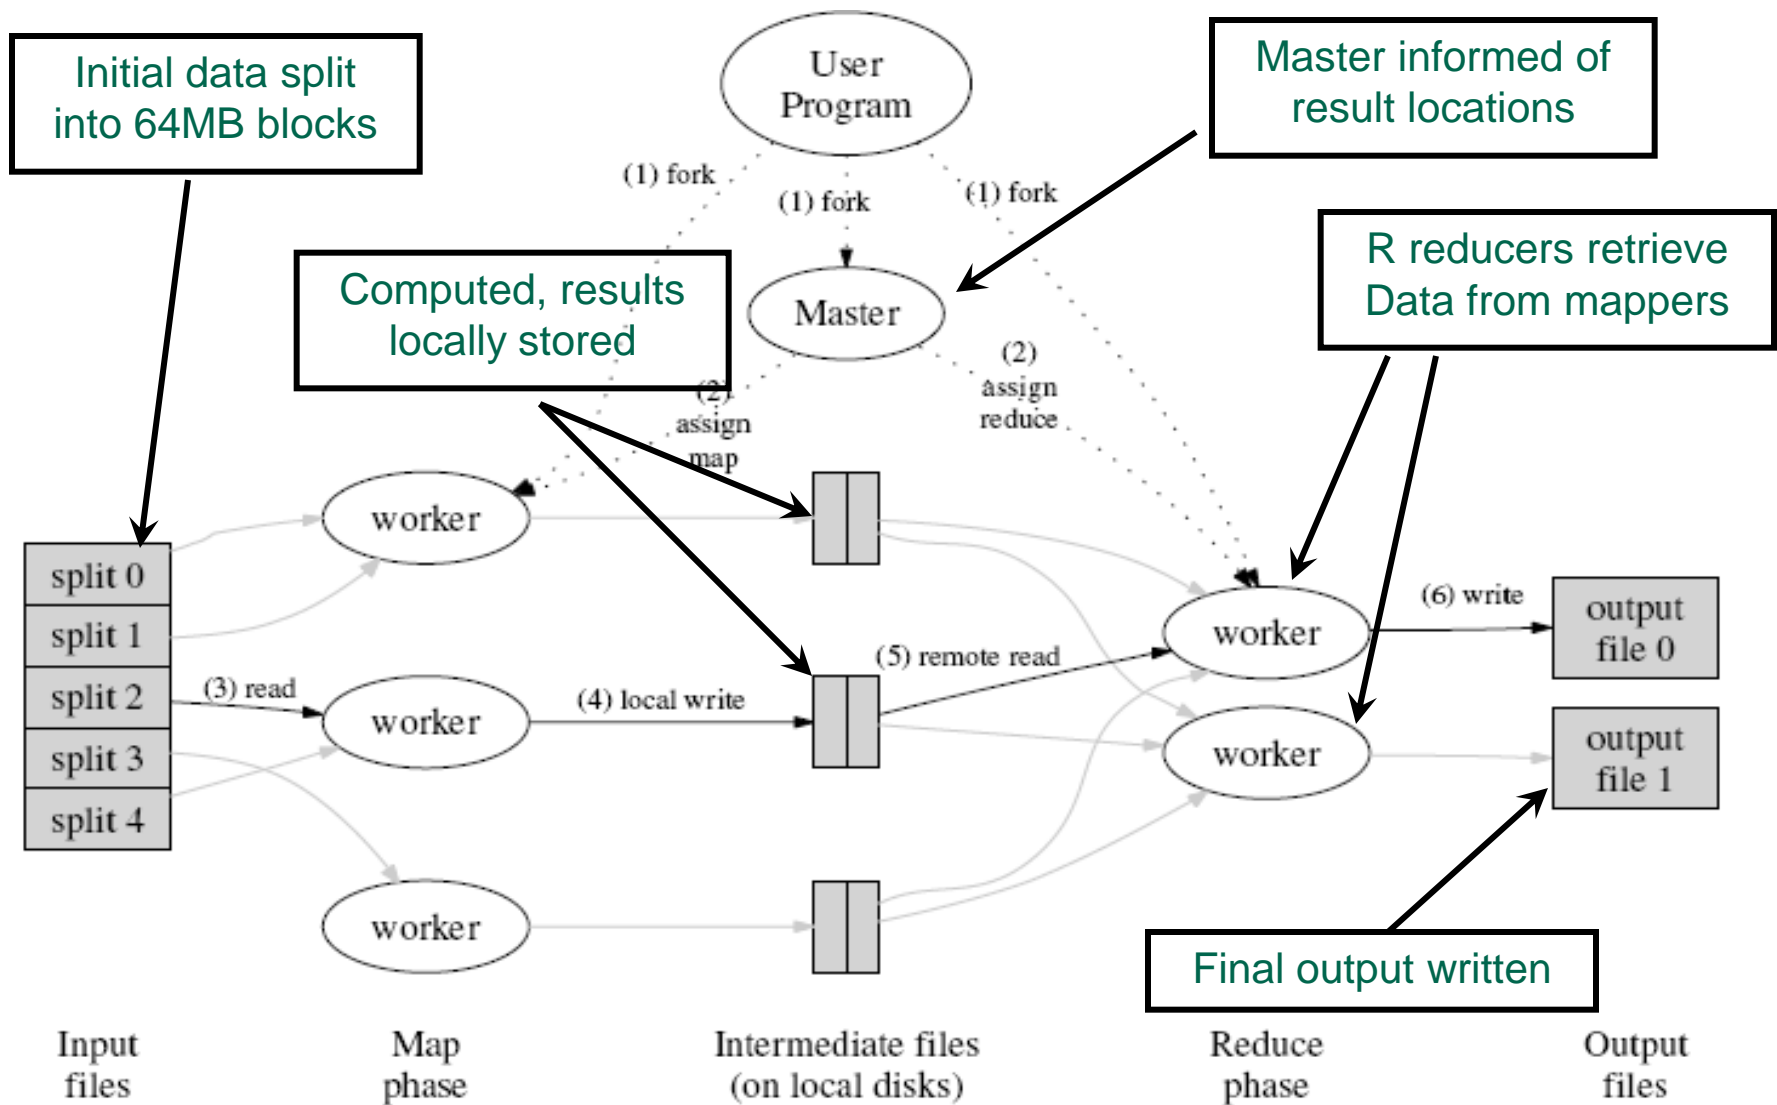 Initial data split
into 64MB blocks
User
Program
Master informed of
result locations
(1) fork
(1) fork
(1) fork
Computed, results
locally stored
Master
R reducers retrieve
Data from mappers
(2)
assign
map
(2)
assign
reduce
worker
split 0
split 1
split 2
split 3
split 4
(3) read
worker
(4) local write
(5) remote read
worker
(6) write
output
file 0
worker
output
file 1
worker
Final output written
Input
files
Map
phase
Intermediate files
(on local disks)
Reduce
phase
Output
files